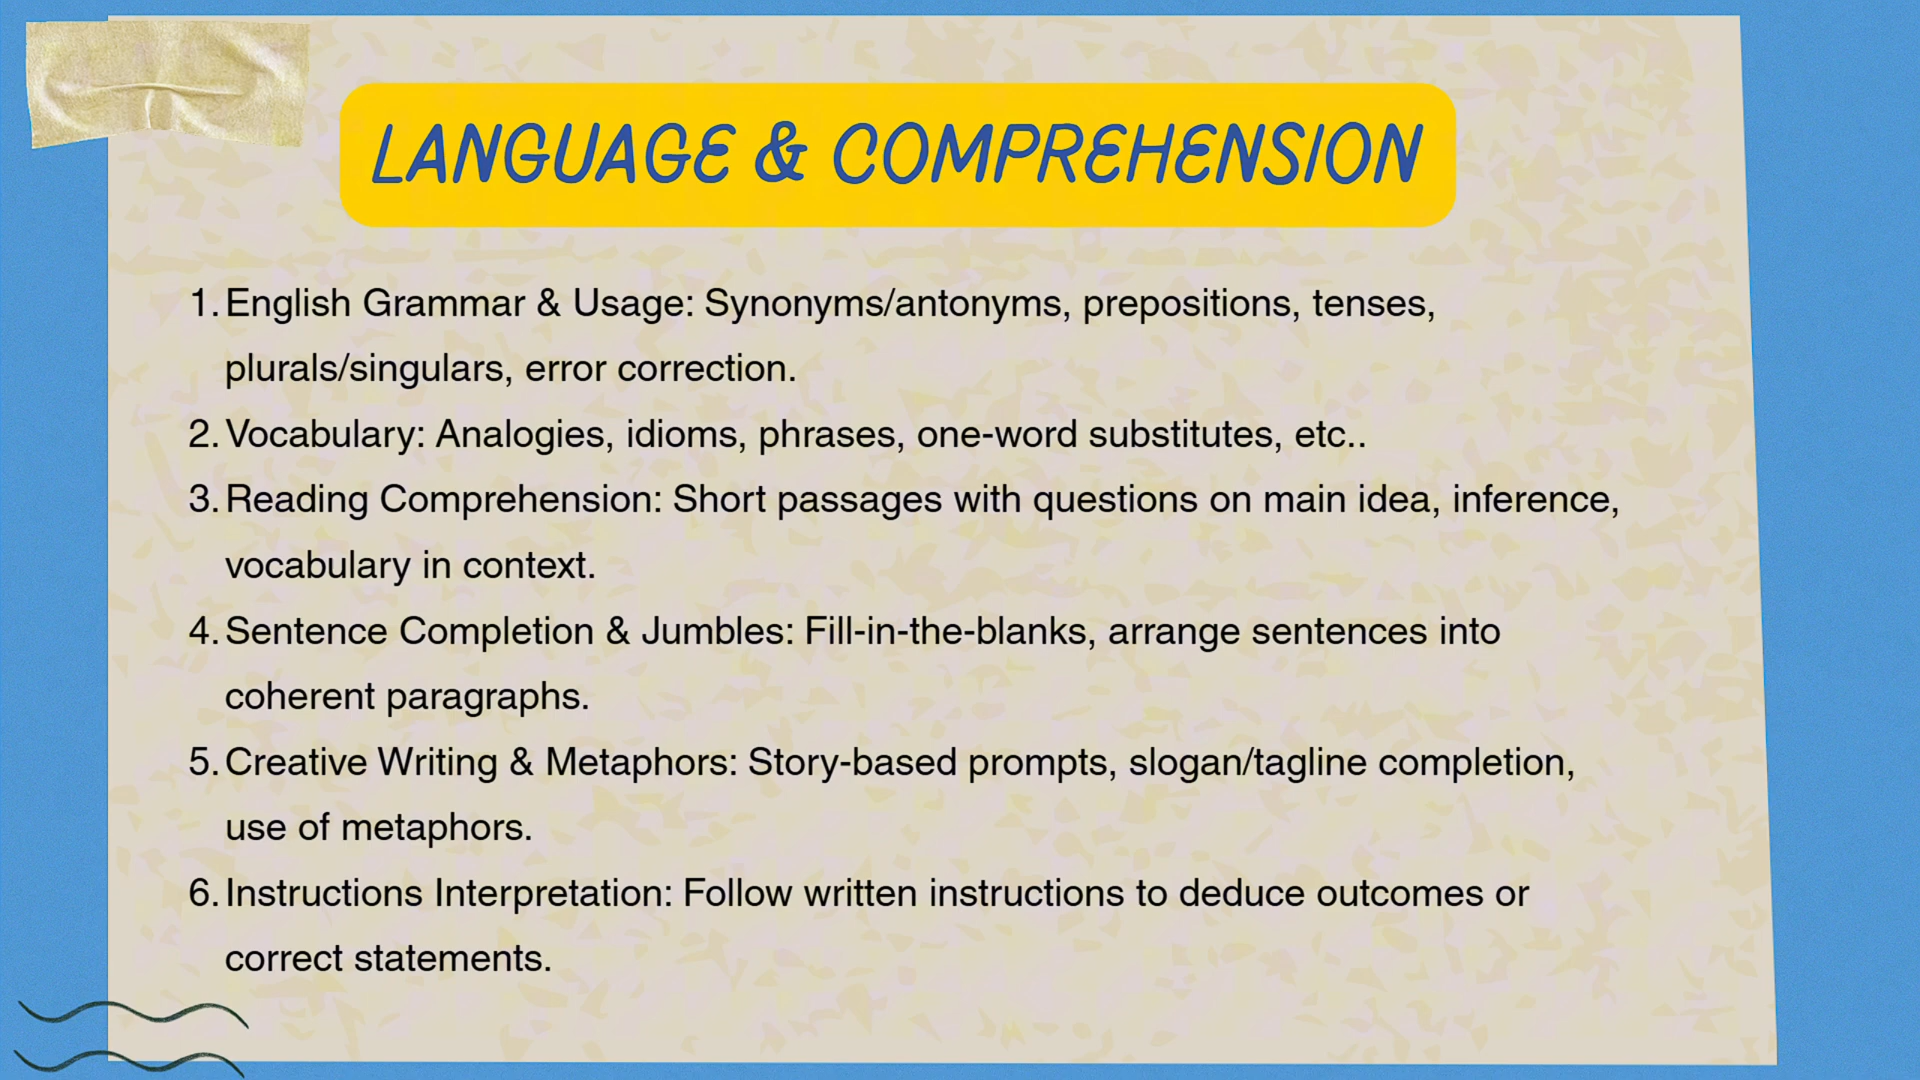 LANGUAGE & COMPREHENSION
1. English Grammar & Usage: Synonyms/antonyms, prepositions, tenses,
plurals/singulars, error correction.
2. Vocabulary: Analogies, idioms, phrases, one-word substitutes, etc..
3. Reading Comprehension: Short passages with questions on main idea, inference,
vocabulary in context.
4. Sentence Completion & Jumbles: Fill-in-the-blanks, arrange sentences into
coherent paragraphs.
5. Creative Writing & Metaphors: Story-based prompts, slogan/tagline completion,
use of metaphors.
6. Instructions Interpretation: Follow written instructions to deduce outcomes or
correct statements.